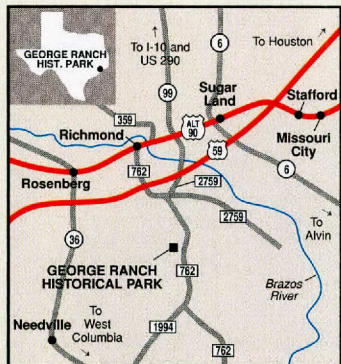 GEORGE RANCH
HIST. PARK
To I-10 and
US 290
6
To Houston
99
Sugar
Land
Stafford
359
ALT
90
Richmond
Missouri
City
59
762
2759
6
Rosenberg
2759
To
Alvin
36
GEORGE RANCH
HISTORICAL PARK
762
Brazos
River
To
West
Columbia
Needville
1994
762